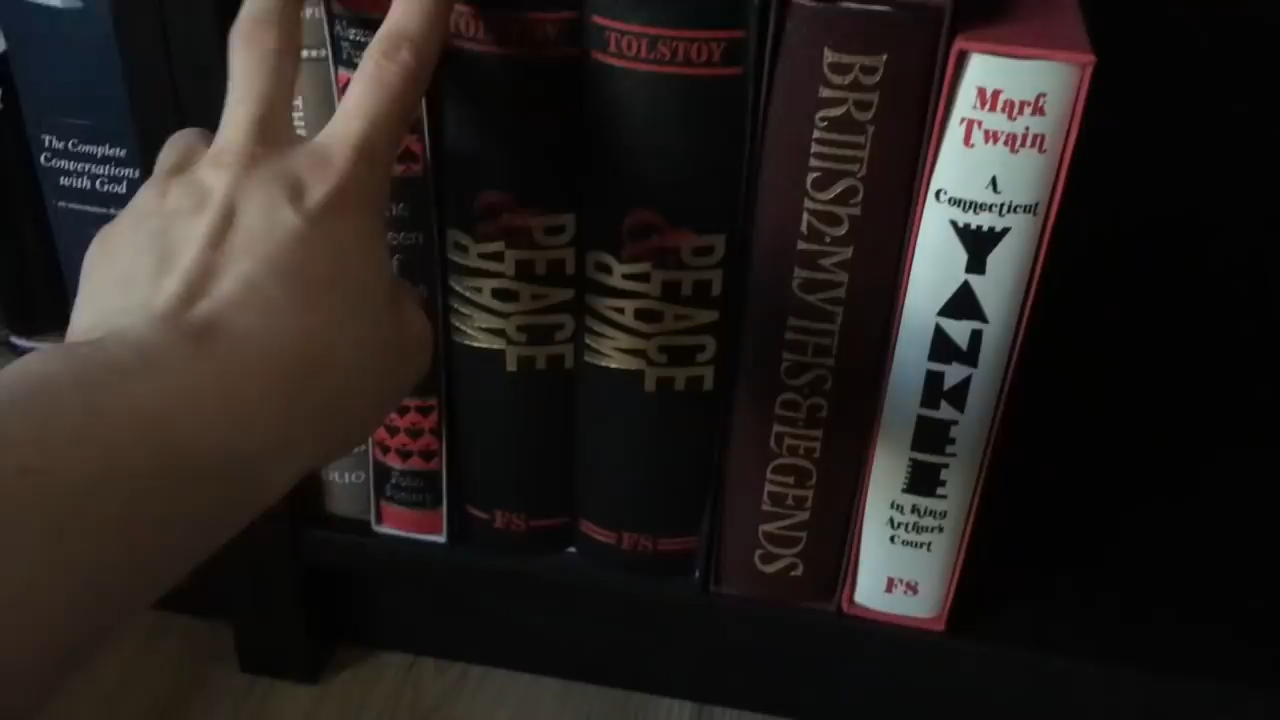 The Complete
Conversations
with God
TOLSTOY
WAR
&
PEACE
FS
TOLSTOY
WAR
&
PEACE
FS
BRITISH·MYTHS·&·LEGENDS
Mark
Twain
A
Connecticut
YANKEE
in King
Arthur's
Court
FS